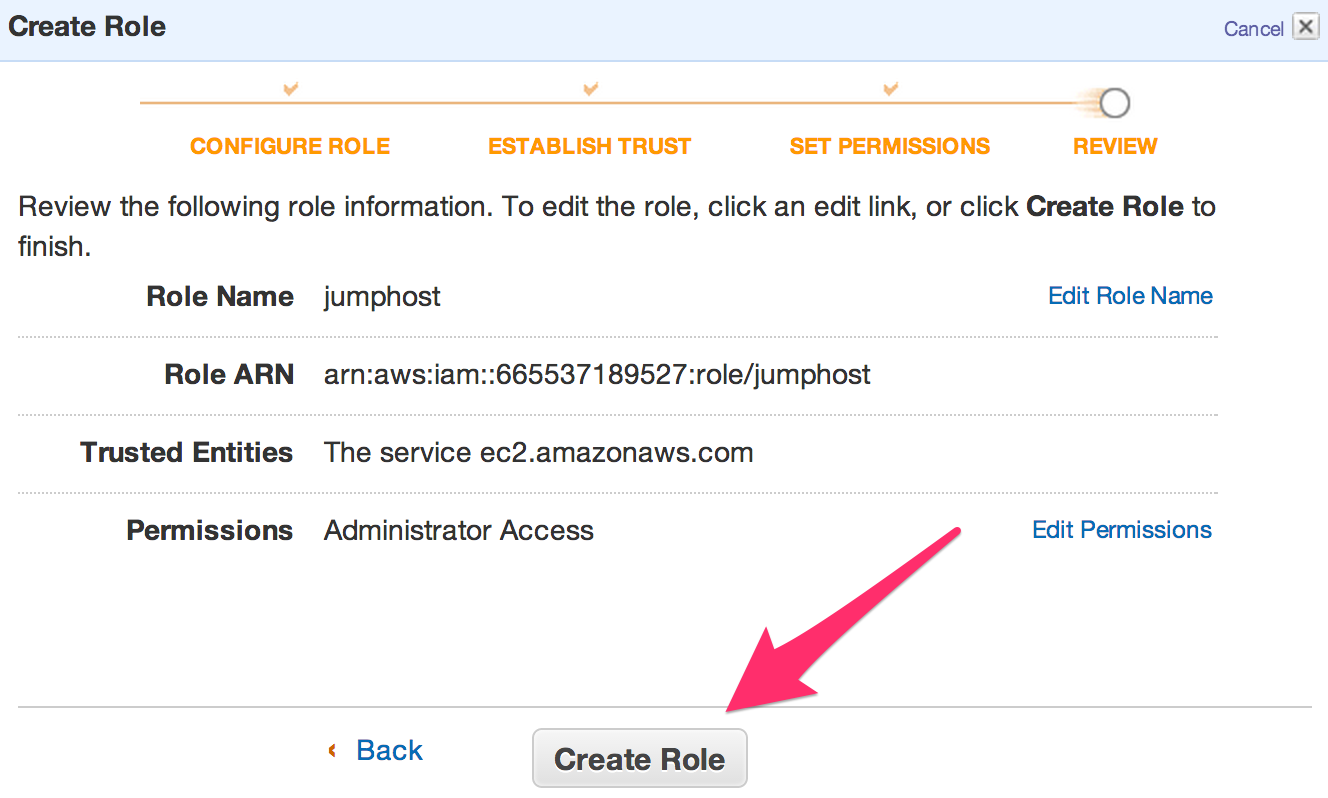 Create Role
Cancel
CONFIGURE ROLE
ESTABLISH TRUST
SET PERMISSIONS
REVIEW
Review the following role information. To edit the role, click an edit link, or click Create Role to
finish.
Role Name jumphost Edit Role Name
Role ARN arn:aws:iam::665537189527:role/jumphost
Trusted Entities The service ec2.amazonaws.com
Permissions Administrator Access Edit Permissions
Back
Create Role